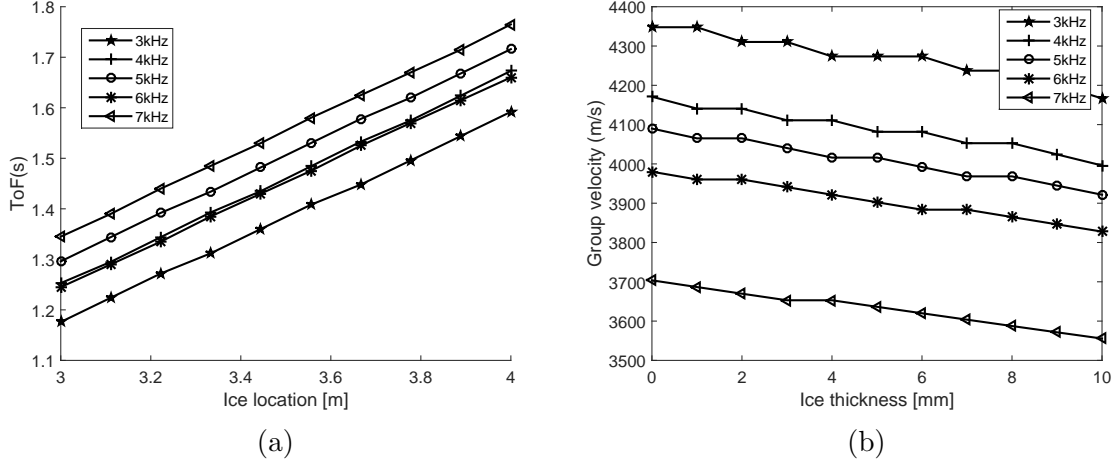 1.8
1.7
1.6
1.5
1.4
1.3
1.2
1.1
ToF(s)
3kHz
4kHz
5kHz
6kHz
7kHz
3 3.2 3.4 3.6 3.8 4
Ice location [m]
(a)
4400
4300
4200
4100
4000
3900
3800
3700
3600
3500
Group velocity (m/s)
3kHz
4kHz
5kHz
6kHz
7kHz
0 2 4 6 8 10
Ice thickness [mm]
(b)